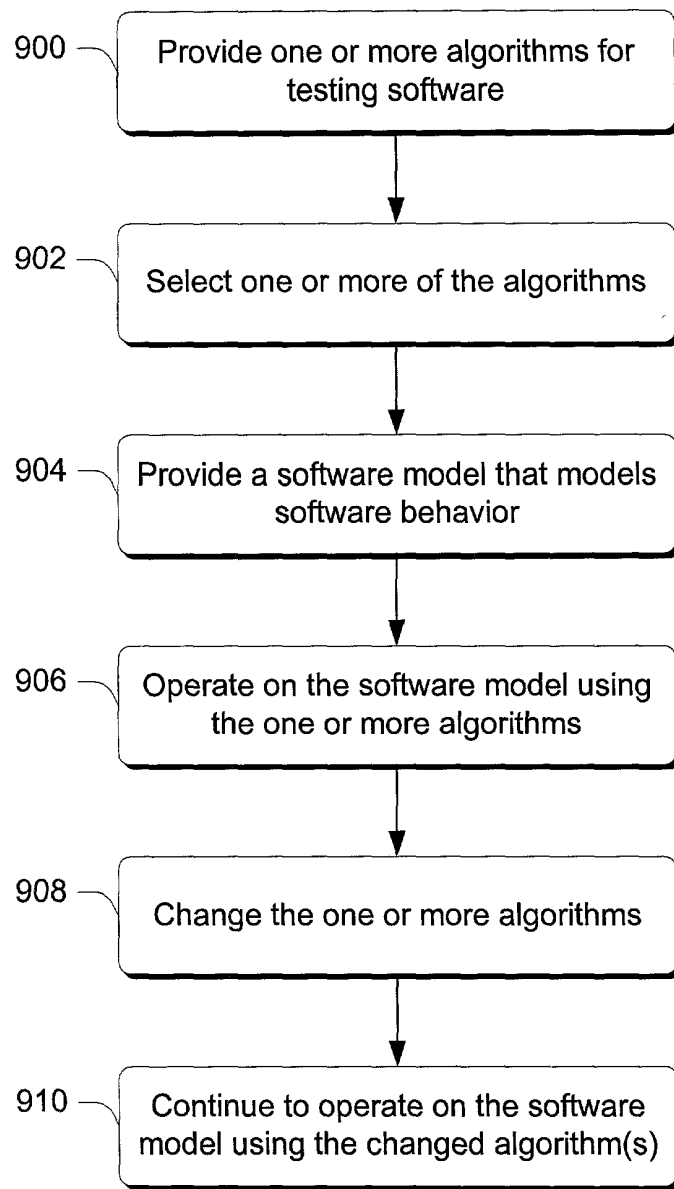 900
Provide one or more algorithms for
testing software
902
Select one or more of the algorithms
904
Provide a software model that models
software behavior
906
Operate on the software model using
the one or more algorithms
908
Change the one or more algorithms
910
Continue to operate on the software
model using the changed algorithm(s)